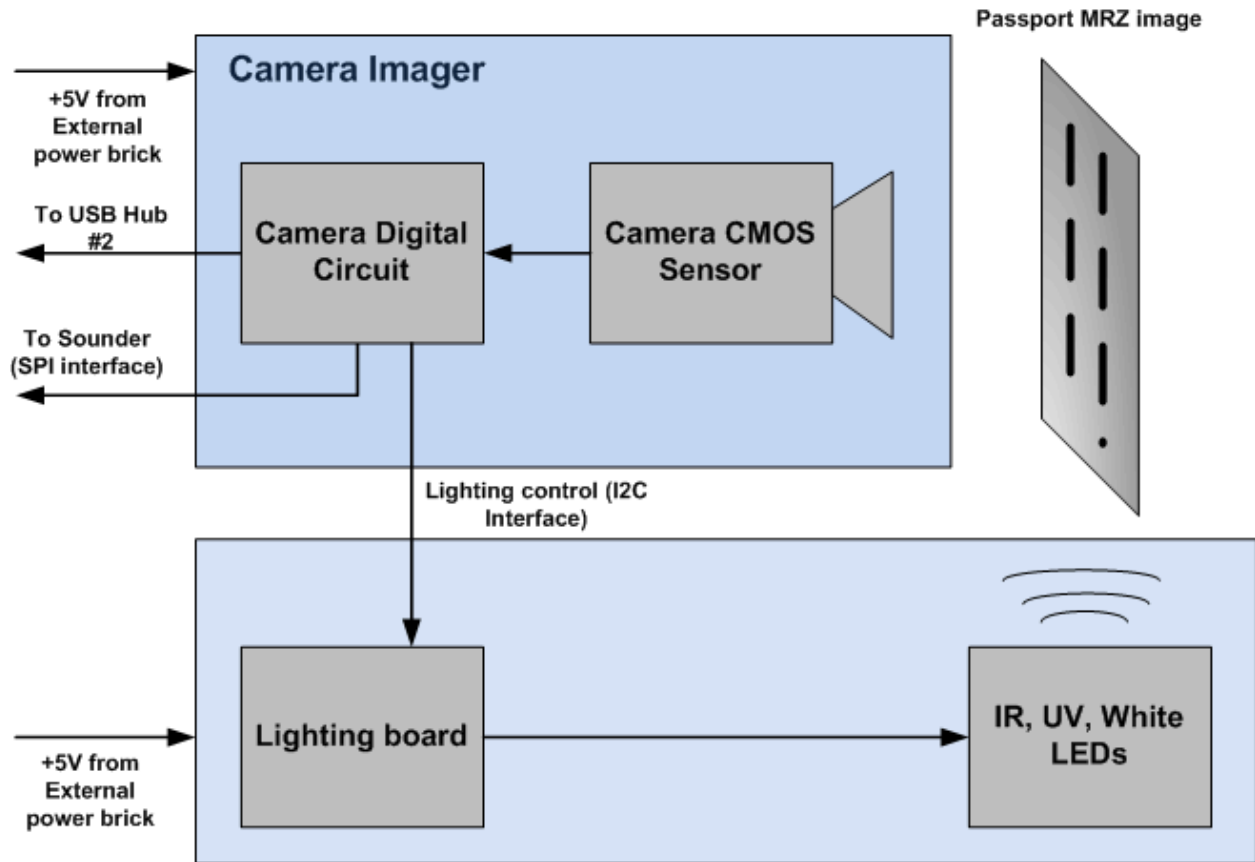 Passport MRZ image
Camera Imager
+5V from
External
power brick
To USB Hub
#2
Camera Digital
Circuit
Camera CMOS
Sensor
To Sounder
(SPI interface)
Lighting control (I2C
Interface)
Lighting board
IR, UV, White
LEDs
+5V from
External
power brick